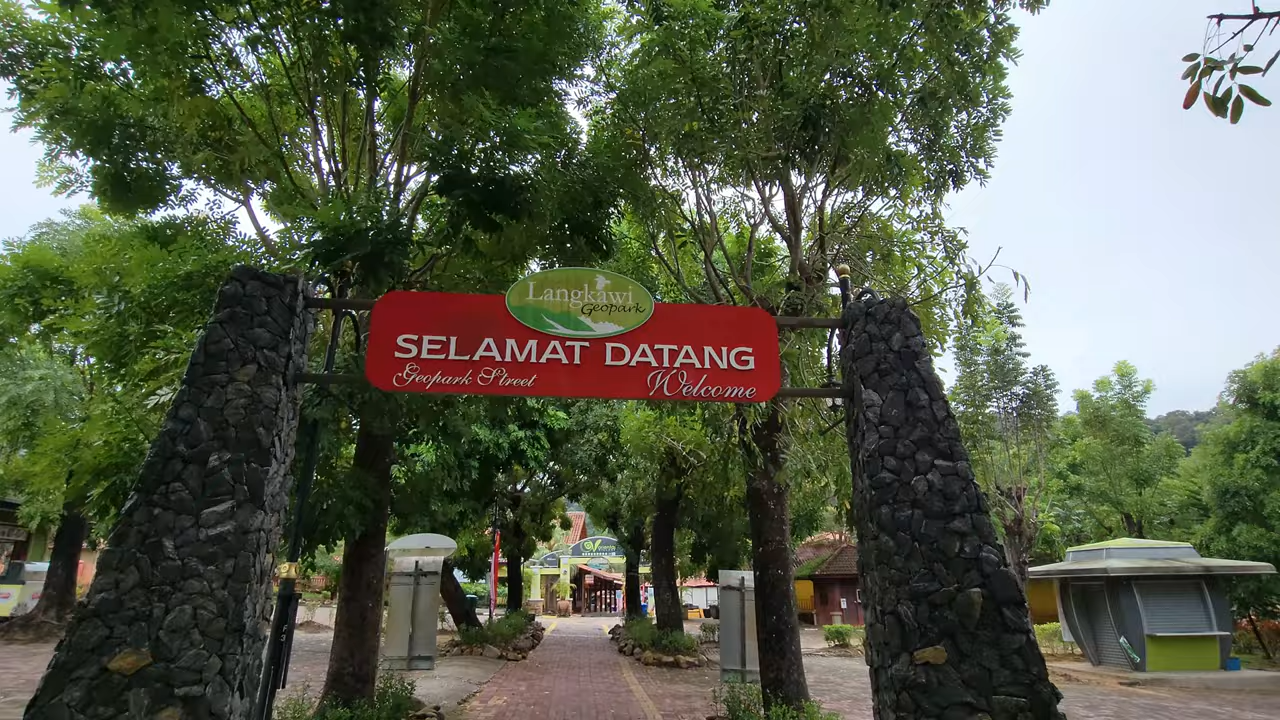 Langkawi
Geopark
SELAMAT DATANG
Geopark Street
Welcome